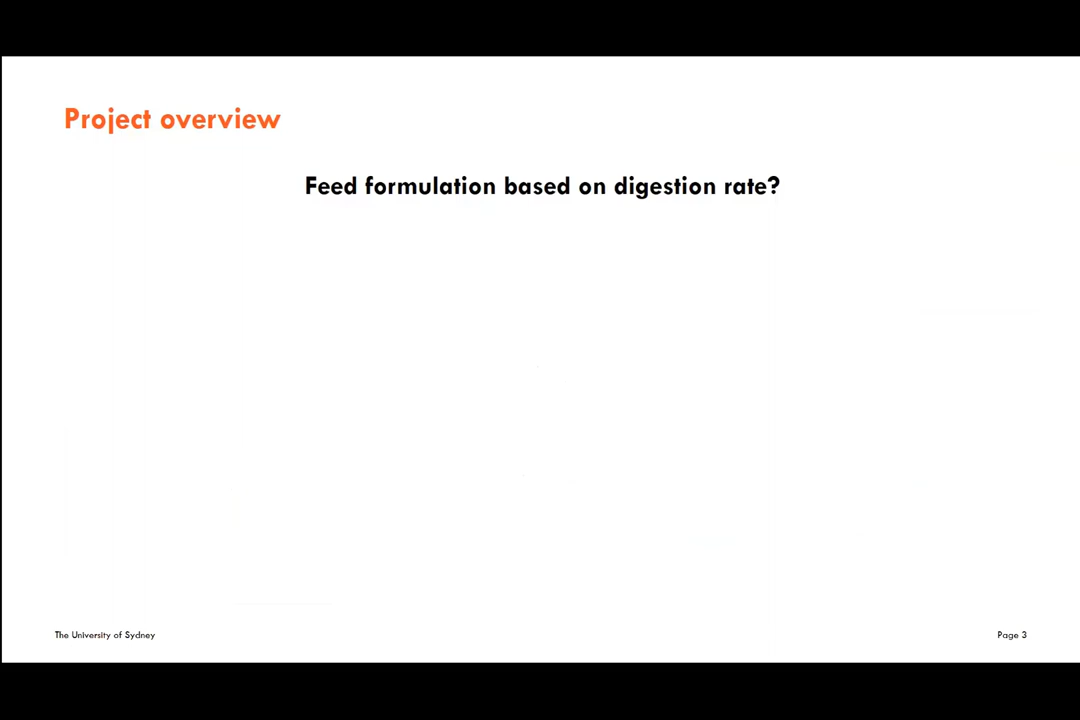 Project overview
Feed formulation based on digestion rate?
The University of Sydney
Page 3